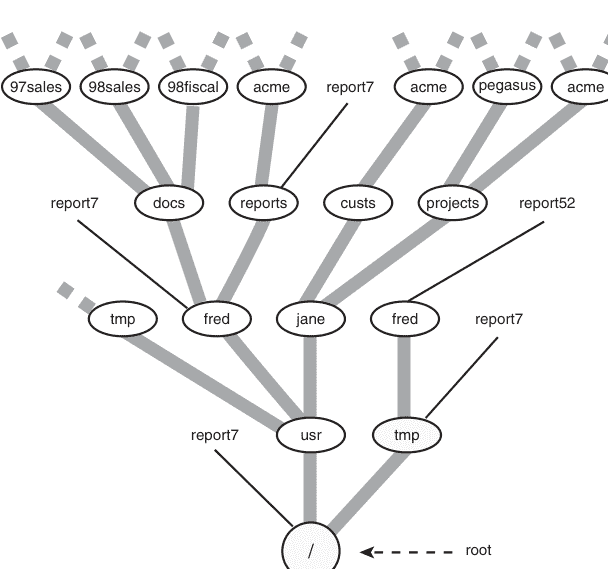 97sales
98sales
98fiscal
acme
report7
acme
pegasus
acme
report7
docs
reports
custs
projects
report52
tmp
fred
jane
fred
report7
report7
usr
tmp
/
root